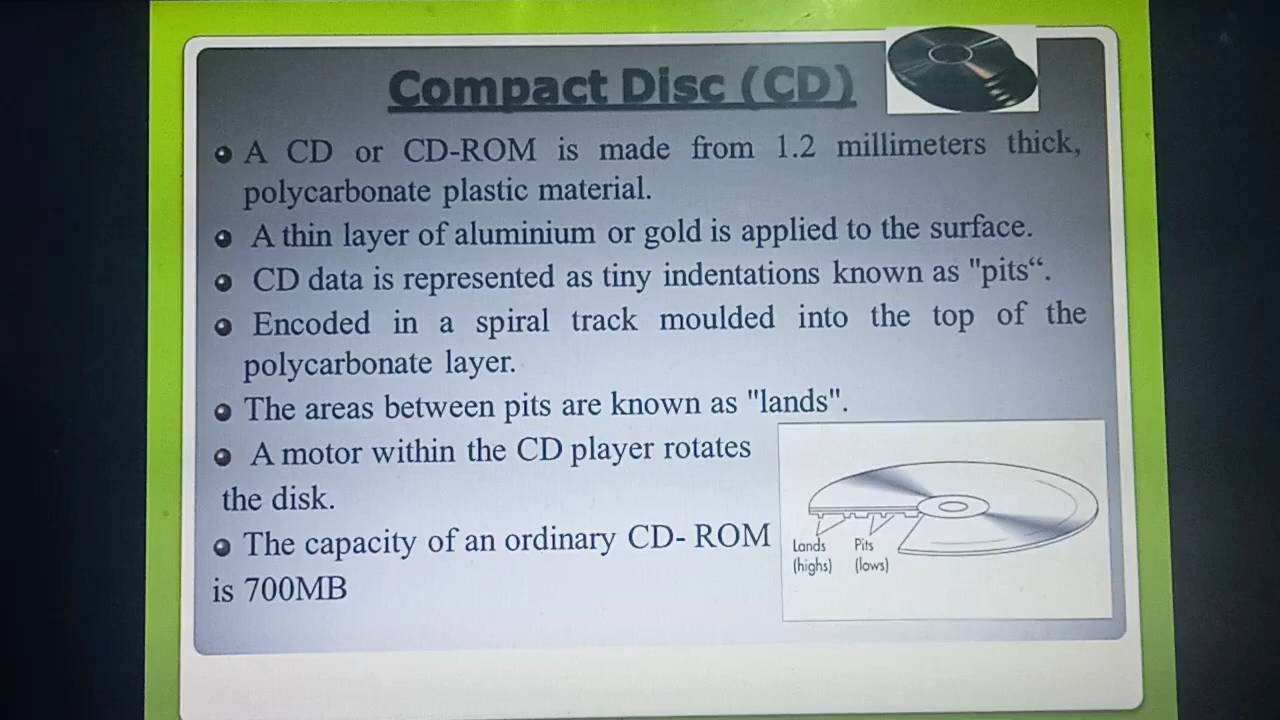 Compact Disc (CD)
A CD or CD-ROM is made from 1.2 millimeters thick,
polycarbonate plastic material.
A thin layer of aluminium or gold is applied to the surface.
CD data is represented as tiny indentations known as "pits“.
Encoded in a spiral track moulded into the top of the
polycarbonate layer.
The areas between pits are known as "lands".
A motor within the CD player rotates
the disk.
The capacity of an ordinary CD- ROM
is 700MB
Lands Pits
(highs) (lows)